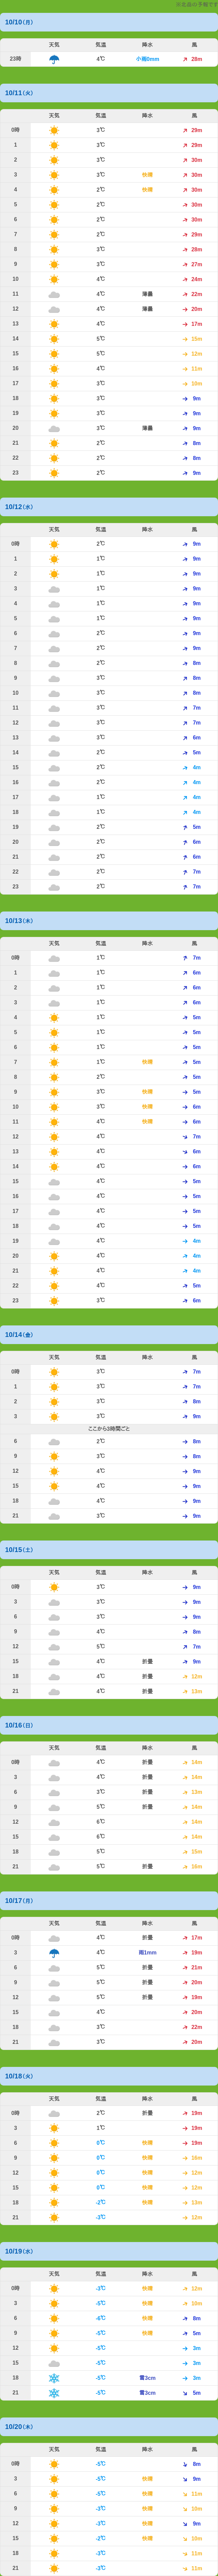 10/10(月)
天気 気温 降水 風
23時 4℃ 小雨0mm 28m
10/11(火)
天気 気温 降水 風
0時 3℃ 29m
1 3℃ 29m
2 3℃ 30m
3 3℃ 快晴 30m
4 2℃ 快晴 30m
5 2℃ 30m
6 2℃ 30m
7 2℃ 29m
8 3℃ 28m
9 3℃ 27m
10 4℃ 24m
11 4℃ 薄曇 22m
12 4℃ 薄曇 20m
13 4℃ 17m
14 5℃ 15m
15 5℃ 12m
16 4℃ 11m
17 3℃ 10m
18 3℃ 9m
19 3℃ 9m
20 3℃ 薄曇 9m
21 2℃ 8m
22 2℃ 8m
23 2℃ 9m
10/12(水)
天気 気温 降水 風
0時 2℃ 9m
1 1℃ 9m
2 1℃ 9m
3 1℃ 9m
4 1℃ 9m
5 1℃ 9m
6 2℃ 9m
7 2℃ 9m
8 2℃ 8m
9 3℃ 8m
10 3℃ 8m
11 3℃ 7m
12 3℃ 7m
13 3℃ 6m
14 2℃ 5m
15 2℃ 4m
16 2℃ 4m
17 1℃ 4m
18 1℃ 4m
19 2℃ 5m
20 2℃ 6m
21 2℃ 6m
22 2℃ 7m
23 2℃ 7m
10/13(木)
天気 気温 降水 風
0時 1℃ 7m
1 1℃ 6m
2 1℃ 6m
3 1℃ 6m
4 1℃ 5m
5 1℃ 5m
6 1℃ 5m
7 1℃ 快晴 5m
8 2℃ 5m
9 3℃ 快晴 5m
10 3℃ 快晴 6m
11 4℃ 快晴 6m
12 4℃ 7m
13 4℃ 6m
14 4℃ 6m
15 4℃ 5m
16 4℃ 5m
17 4℃ 5m
18 4℃ 5m
19 4℃ 4m
20 4℃ 4m
21 4℃ 4m
22 4℃ 5m
23 3℃ 6m
10/14(金)
天気 気温 降水 風
0時 3℃ 7m
1 3℃ 7m
2 3℃ 8m
3 3℃ 9m
ここから3時間ごと
6 2℃ 8m
9 3℃ 8m
12 4℃ 9m
15 4℃ 9m
18 4℃ 9m
21 3℃ 9m
10/15(土)
天気 気温 降水 風
0時 3℃ 9m
3 3℃ 9m
6 3℃ 9m
9 4℃ 8m
12 5℃ 7m
15 4℃ 折曇 9m
18 4℃ 折曇 12m
21 4℃ 折曇 13m
10/16(日)
天気 気温 降水 風
0時 4℃ 折曇 14m
3 4℃ 折曇 14m
6 3℃ 折曇 15m
9 5℃ 折曇 14m
12 6℃ 14m
15 6℃ 14m
18 5℃ 15m
21 5℃ 折曇 16m
10/17(月)
天気 気温 降水 風
0時 4℃ 折曇 17m
3 4℃ 雨1mm 19m
6 5℃ 折曇 21m
9 5℃ 折曇 20m
12 5℃ 折曇 19m
15 4℃ 20m
18 3℃ 22m
21 3℃ 20m
10/18(火)
天気 気温 降水 風
0時 2℃ 折曇 19m
3 1℃ 19m
6 0℃ 快晴 19m
9 0℃ 快晴 16m
12 0℃ 快晴 12m
15 0℃ 快晴 12m
18 -2℃ 快晴 13m
21 -3℃ 12m
10/19(水)
天気 気温 降水 風
0時 -3℃ 快晴 12m
3 -5℃ 快晴 10m
6 -6℃ 快晴 8m
9 -5℃ 快晴 5m
12 -5℃ 3m
15 -5℃ 3m
18 -5℃ 雪3cm 3m
21 -5℃ 雪3cm 5m
10/20(木)
天気 気温 降水 風
0時 -5℃ 8m
3 -5℃ 快晴 9m
6 -5℃ 快晴 11m
9 -3℃ 快晴 10m
12 -3℃ 快晴 9m
15 -2℃ 快晴 10m
18 -3℃ 11m
21 -3℃ 11m